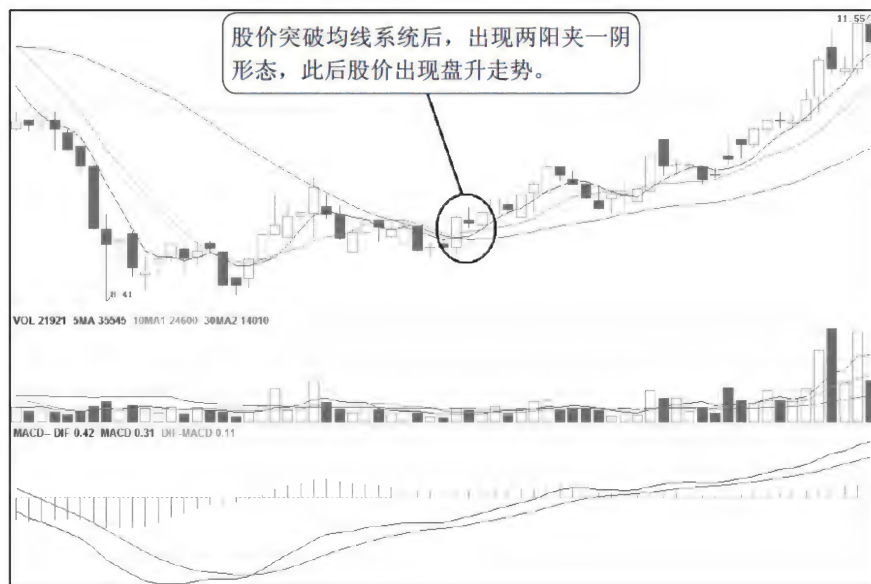 股价突破均线系统后，出现两阳夹一阴
形态，此后股价出现盘升走势。
11.55
8.41
VOL 21921 5MA 35545 10MA1 24600 30MA2 14010
MACD- DIF 0.42 MACD 0.31 DIF-MACD 0.11